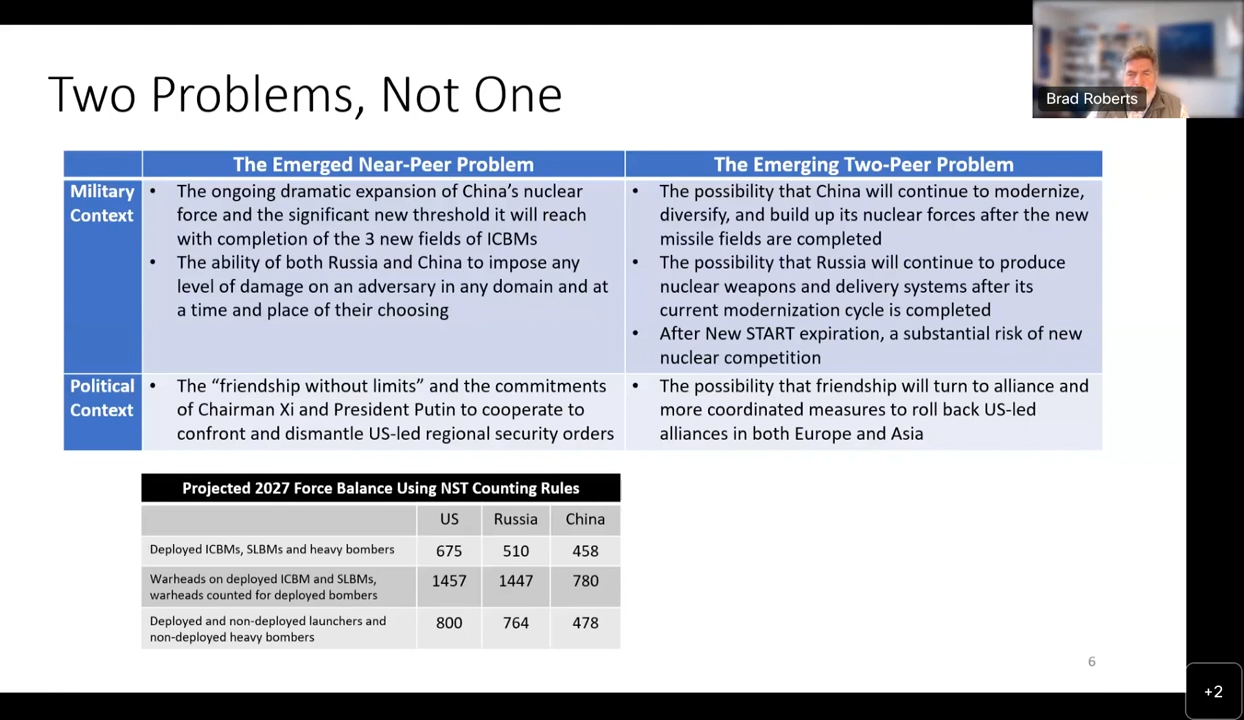 Two Problems, Not One
Brad Roberts
The Emerged Near-Peer Problem
The Emerging Two-Peer Problem
Military
Context
• The ongoing dramatic expansion of China’s nuclear
force and the significant new threshold it will reach
with completion of the 3 new fields of ICBMs
• The ability of both Russia and China to impose any
level of damage on an adversary in any domain and at
a time and place of their choosing
• The possibility that China will continue to modernize,
diversify, and build up its nuclear forces after the new
missile fields are completed
• The possibility that Russia will continue to produce
nuclear weapons and delivery systems after its
current modernization cycle is completed
• After New START expiration, a substantial risk of new
nuclear competition
Political
Context
• The “friendship without limits” and the commitments
of Chairman Xi and President Putin to cooperate to
confront and dismantle US-led regional security orders
• The possibility that friendship will turn to alliance and
more coordinated measures to roll back US-led
alliances in both Europe and Asia
Projected 2027 Force Balance Using NST Counting Rules
US Russia China
Deployed ICBMs, SLBMs and heavy bombers 675 510 458
Warheads on deployed ICBM and SLBMs,
warheads counted for deployed bombers 1457 1447 780
Deployed and non-deployed launchers and
non-deployed heavy bombers 800 764 478
6
+2